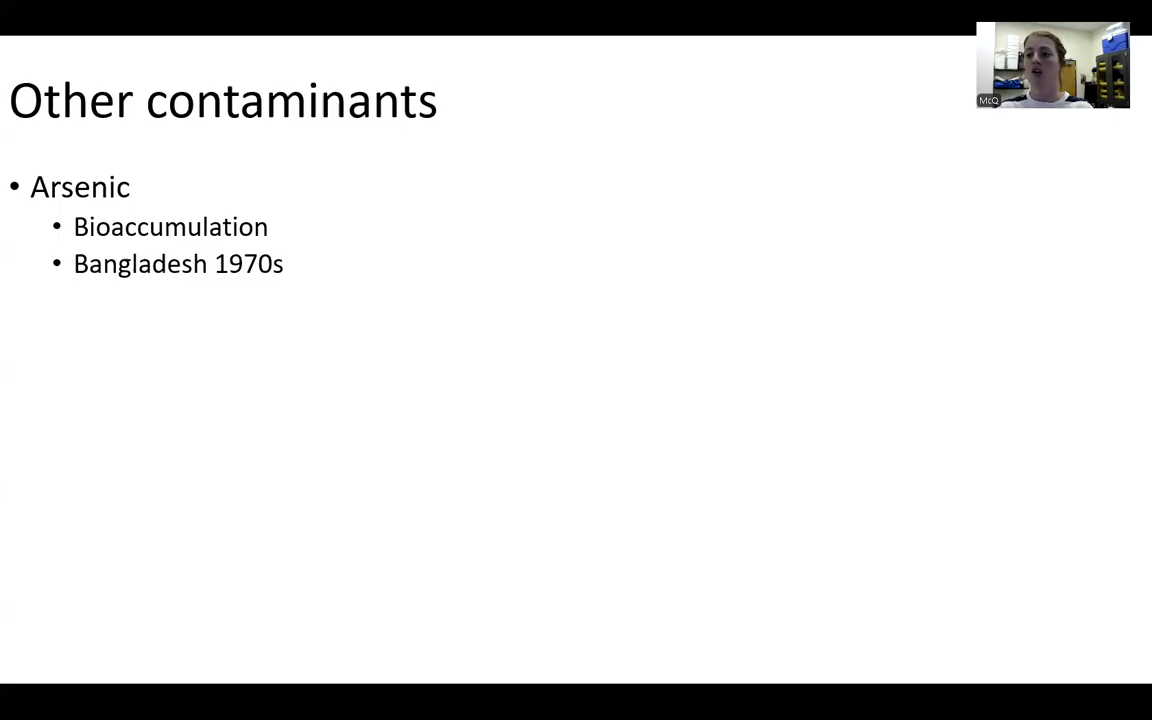 Other contaminants
• Arsenic
• Bioaccumulation
• Bangladesh 1970s
McQ